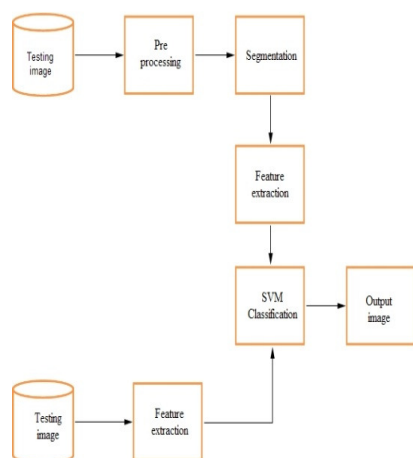 Testing
image
Pre
processing
Segmentation
Feature
extraction
SVM
Classification
Output
image
Testing
image
Feature
extraction